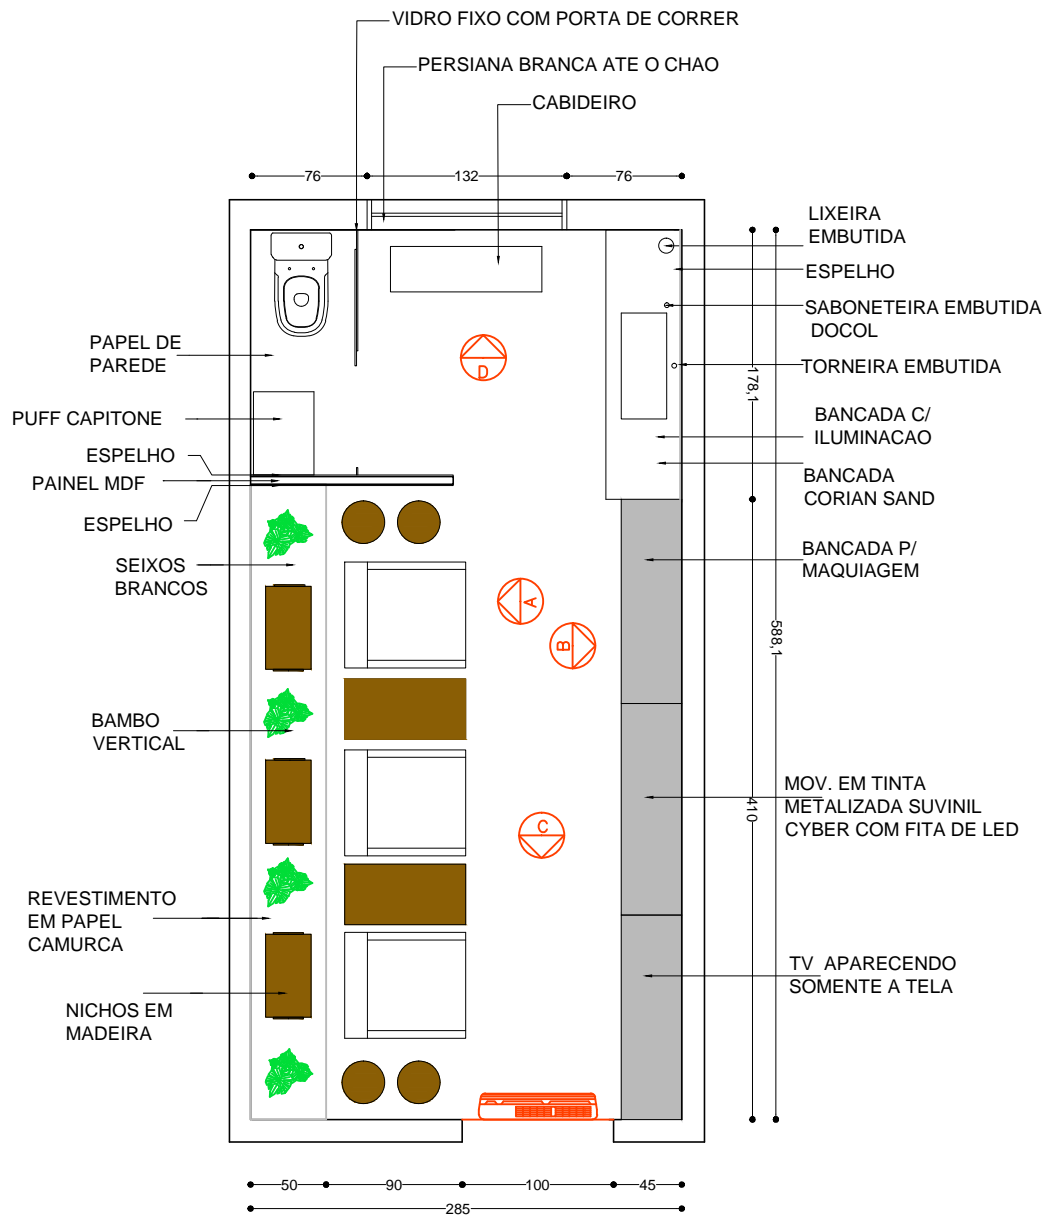 VIDRO FIXO COM PORTA DE CORRER
PERSIANA BRANCA ATE O CHAO
CABIDEIRO
76
132
76
LIXEIRA
EMBUTIDA
ESPELHO
SABONETEIRA EMBUTIDA
DOCOL
TORNEIRA EMBUTIDA
BANCADA C/
ILUMINACAO
BANCADA
CORIAN SAND
BANCADA P/
MAQUIAGEM
MOV. EM TINTA
METALIZADA SUVINIL
CYBER COM FITA DE LED
TV APARECENDO
SOMENTE A TELA
178,1
588,1
410
PAPEL DE
PAREDE
PUFF CAPITONE
ESPELHO
PAINEL MDF
ESPELHO
SEIXOS
BRANCOS
BAMBO
VERTICAL
REVESTIMENTO
EM PAPEL
CAMURCA
NICHOS EM
MADEIRA
D
A
B
C
50
90
100
45
285